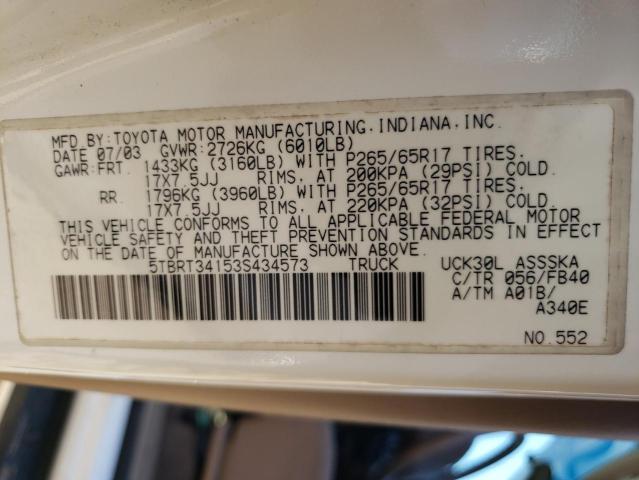 MFD.BY:TOYOTA MOTOR MANUFACTURING.INDIANA.INC.
DATE 07/03 GVWR:2726KG (6010LB)
GAWR:FRT. 1433KG (3160LB) WITH P265/65R17 TIRES.
17X7.5JJ RIMS. AT 200KPA (29PSI) COLD.
RR. 1796KG (3960LB) WITH P265/65R17 TIRES.
17X7.5JJ RIMS. AT 220KPA (32PSI) COLD.
THIS VEHICLE CONFORMS TO ALL APPLICABLE FEDERAL MOTOR
VEHICLE SAFETY AND THEFT PREVENTION STANDARDS IN EFFECT
ON THE DATE OF MANUFACTURE SHOWN ABOVE.
5TBRT34153S434573 TRUCK UCK30L ASSSKA
C/TR 056/FB40
A/TM A01B/
A340E
NO.552